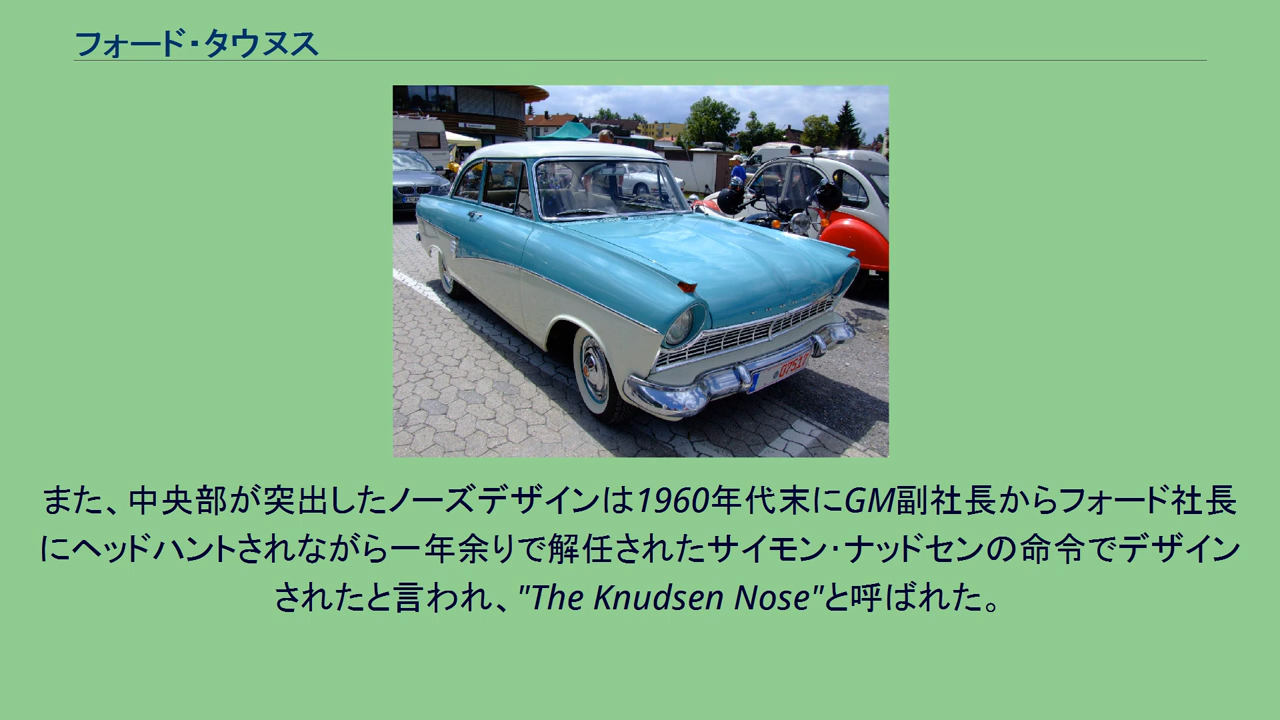 フォード・タウヌス
07517
また、中央部が突出したノーズデザインは1960年代末にGM副社長からフォード社長
にヘッドハントされながら一年余りで解任されたサイモン・ナッドセンの命令でデザイン
されたと言われ、"The Knudsen Nose"と呼ばれた。